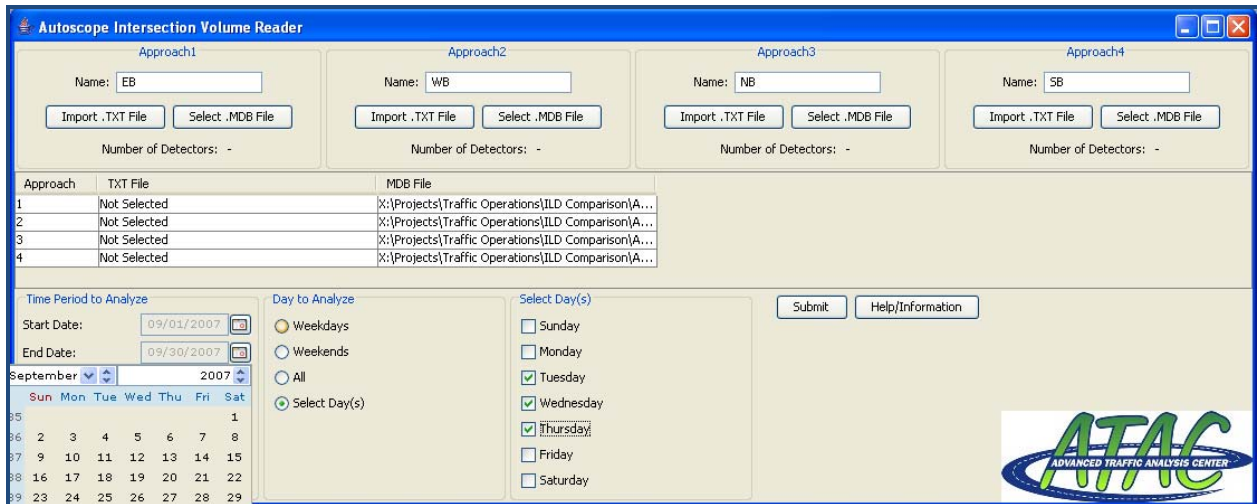 Autoscope Intersection Volume Reader
Approach1
Name: EB
Import .TXT File Select .MDB File
Number of Detectors: -
Approach2
Name: WB
Import .TXT File Select .MDB File
Number of Detectors: -
Approach3
Name: NB
Import .TXT File Select .MDB File
Number of Detectors: -
Approach4
Name: SB
Import .TXT File Select .MDB File
Number of Detectors: -
Approach TXT File MDB File
1 Not Selected X:\Projects\Traffic Operations\ILD Comparison\A...
2 Not Selected X:\Projects\Traffic Operations\ILD Comparison\A...
3 Not Selected X:\Projects\Traffic Operations\ILD Comparison\A...
4 Not Selected X:\Projects\Traffic Operations\ILD Comparison\A...
Time Period to Analyze
Start Date: 09/01/2007
End Date: 09/30/2007
September 2007
Sun Mon Tue Wed Thu Fri Sat
35 1
36 2 3 4 5 6 7 8
37 9 10 11 12 13 14 15
38 16 17 18 19 20 21 22
39 23 24 25 26 27 28 29
Day to Analyze
Weekdays
Weekends
All
Select Day(s)
Select Day(s)
Sunday
Monday
Tuesday
Wednesday
Thursday
Friday
Saturday
Submit Help/Information
ATAC
ADVANCED TRAFFIC ANALYSIS CENTER